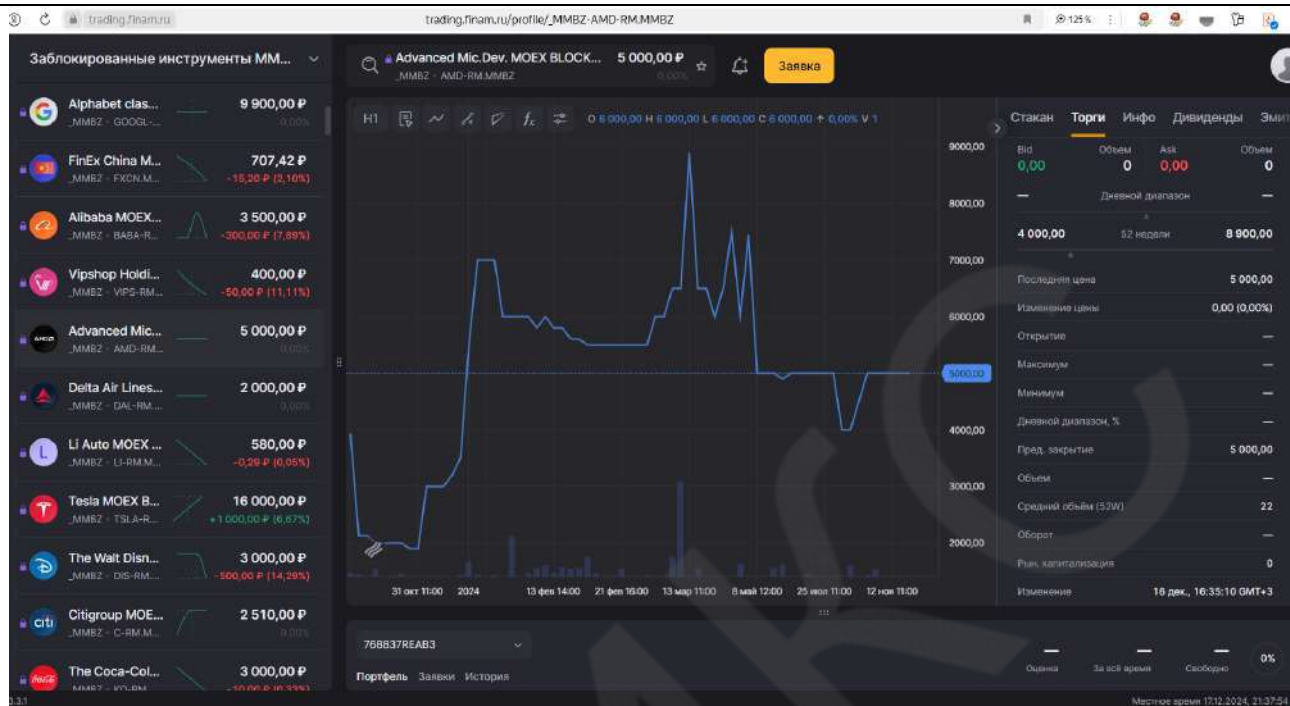 trading.finam.ru
trading.finam.ru/profile/_MMBZ-AMD-RM.MMBZ
125 %
Заблокированные инструменты ММ...
Alphabet clas... 9 900,00 ₽
_MMBZ · GOOGL-... 0,00%
FinEx China M... 707,42 ₽
_MMBZ · FXCN.M... -15,20 ₽ (2,10%)
Alibaba MOEX... 3 500,00 ₽
_MMBZ · BABA-R... -300,00 ₽ (7,89%)
Vipshop Holdi... 400,00 ₽
_MMBZ · VIPS-RM... -50,00 ₽ (11,11%)
AMD
Advanced Mic... 5 000,00 ₽
_MMBZ · AMD-RM... 0,00%
Delta Air Lines... 2 000,00 ₽
_MMBZ · DAL-RM.... 0,00%
L
Li Auto MOEX ... 580,00 ₽
_MMBZ · LI-RM.M... -0,29 ₽ (0,05%)
Tesla MOEX B... 16 000,00 ₽
_MMBZ · TSLA-R... +1 000,00 ₽ (6,67%)
The Walt Disn... 3 000,00 ₽
_MMBZ · DIS-RM.... -500,00 ₽ (14,29%)
citi
Citigroup MOE... 2 510,00 ₽
_MMBZ · C-RM.M... 0,00%
The Coca-Col... 3 000,00 ₽
_MMBZ · KO-RM... -10,00 ₽ (0,33%)
3.3.1
Advanced Mic.Dev. MOEX BLOCK... 5 000,00 ₽
_MMBZ · AMD-RM.MMBZ 0,00%
Заявка
H1 fx O 6 000,00 H 6 000,00 L 6 000,00 C 6 000,00 0,00% V 1
9000,00
8000,00
7000,00
6000,00
5000,00
4000,00
3000,00
2000,00
31 окт 11:00 2024 13 фев 14:00 21 фев 16:00 13 мар 11:00 8 май 12:00 25 июл 11:00 12 ноя 11:00
768837REAB3
Портфель Заявки История
Стакан Торги Инфо Дивиденды Эмит
Bid Объем Ask Объем
0,00 0 0,00 0
— Дневной диапазон —
4 000,00 52 недели 8 900,00
Последняя цена 5 000,00
Изменение цены 0,00 (0,00%)
Открытие —
Максимум —
Минимум —
Дневной диапазон, % —
Пред. закрытие 5 000,00
Объем —
Средний объём (52W) 22
Оборот —
Рын. капитализация 0
Изменение 16 дек., 16:35:10 GMT+3
— — — 0%
Оценка За всё время Свободно
Местное время 17.12.2024, 21:37:54